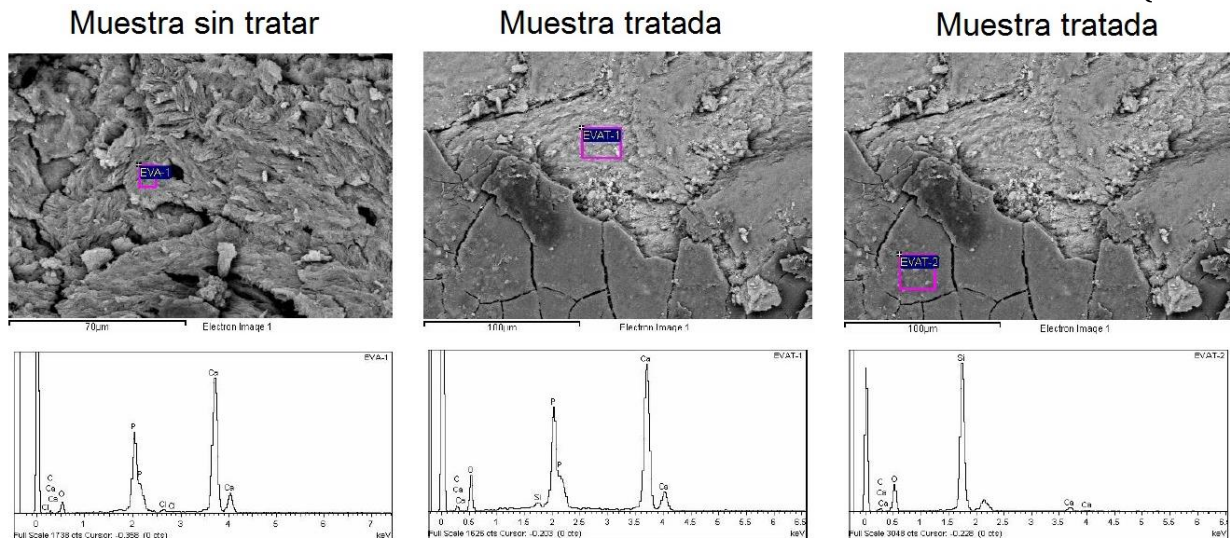 Muestra sin tratar
Muestra tratada
Muestra tratada
EVA-1
70µm
Electron Image 1
EVAT-1
100µm
Electron Image 1
EVAT-2
100µm
Electron Image 1
EVA-1
Ca
P
P
C
Ca
Ca O
Cl
Cl Cl
Ca
0 1 2 3 4 5 6 7
Full Scale 1738 cts Cursor: -0.358 (0 cts)
keV
EVAT-1
Ca
P
P
O
C
Ca
Ca
Si
Ca
0 0.5 1 1.5 2 2.5 3 3.5 4 4.5 5 5.5 6 6.5
Full Scale 1626 cts Cursor: -0.203 (0 cts)
keV
EVAT-2
Si
C
Ca
Ca
O
Ca
Ca
0 0.5 1 1.5 2 2.5 3 3.5 4 4.5 5 5.5 6 6.5
Full Scale 3048 cts Cursor: -0.228 (0 cts)
keV